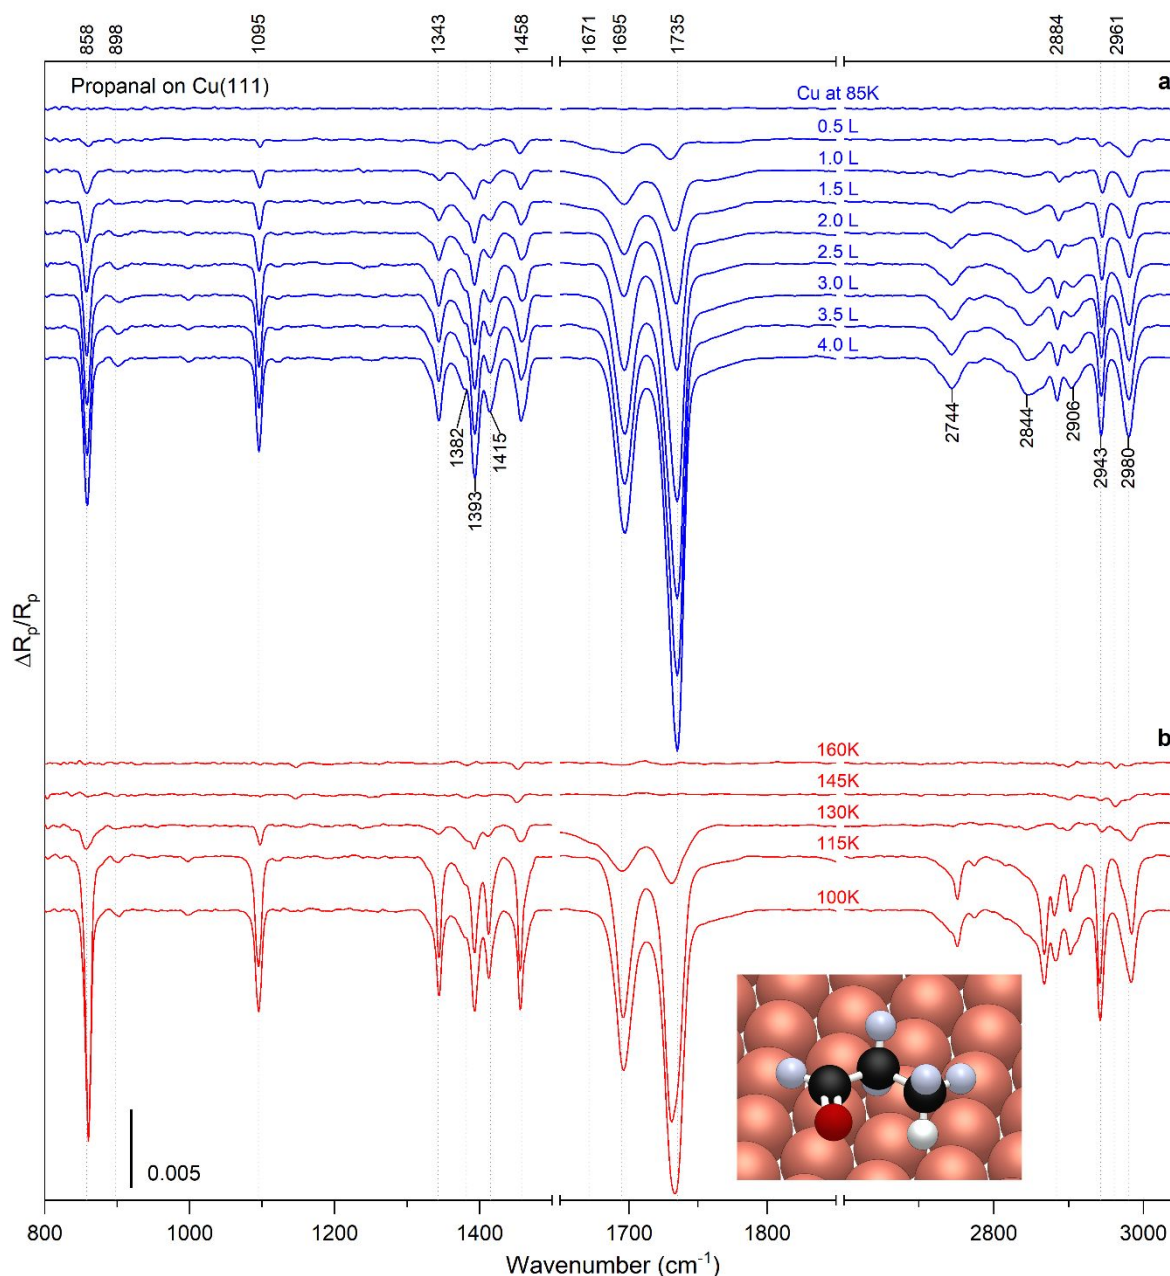 858 898 1095 1343 1458 1671 1695 1735 2884 2961
Propanal on Cu(111)
a
Cu at 85K
0.5 L
1.0 L
1.5 L
2.0 L
2.5 L
3.0 L
3.5 L
4.0 L
1382 1393 1415 2744 2844 2906 2943 2980
ΔRp/Rp
b
160K
145K
130K
115K
100K
0.005
800 1000 1200 1400 1700 1800 2800 3000
Wavenumber (cm-1)